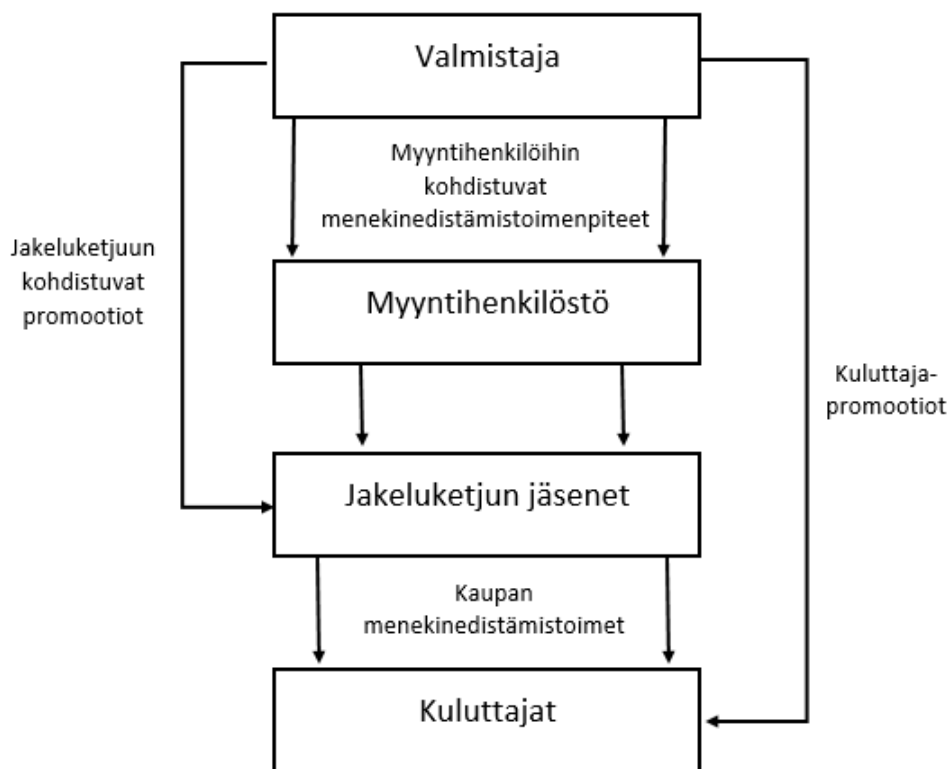 Valmistaja
Myyntihenkilöihin
kohdistuvat
menekinedistämistoimenpiteet
Jakeluketjuun
kohdistuvat
promootiot
Myyntihenkilöstö
Kuluttaja-
promootiot
Jakeluketjun jäsenet
Kaupan
menekinedistämistoimet
Kuluttajat